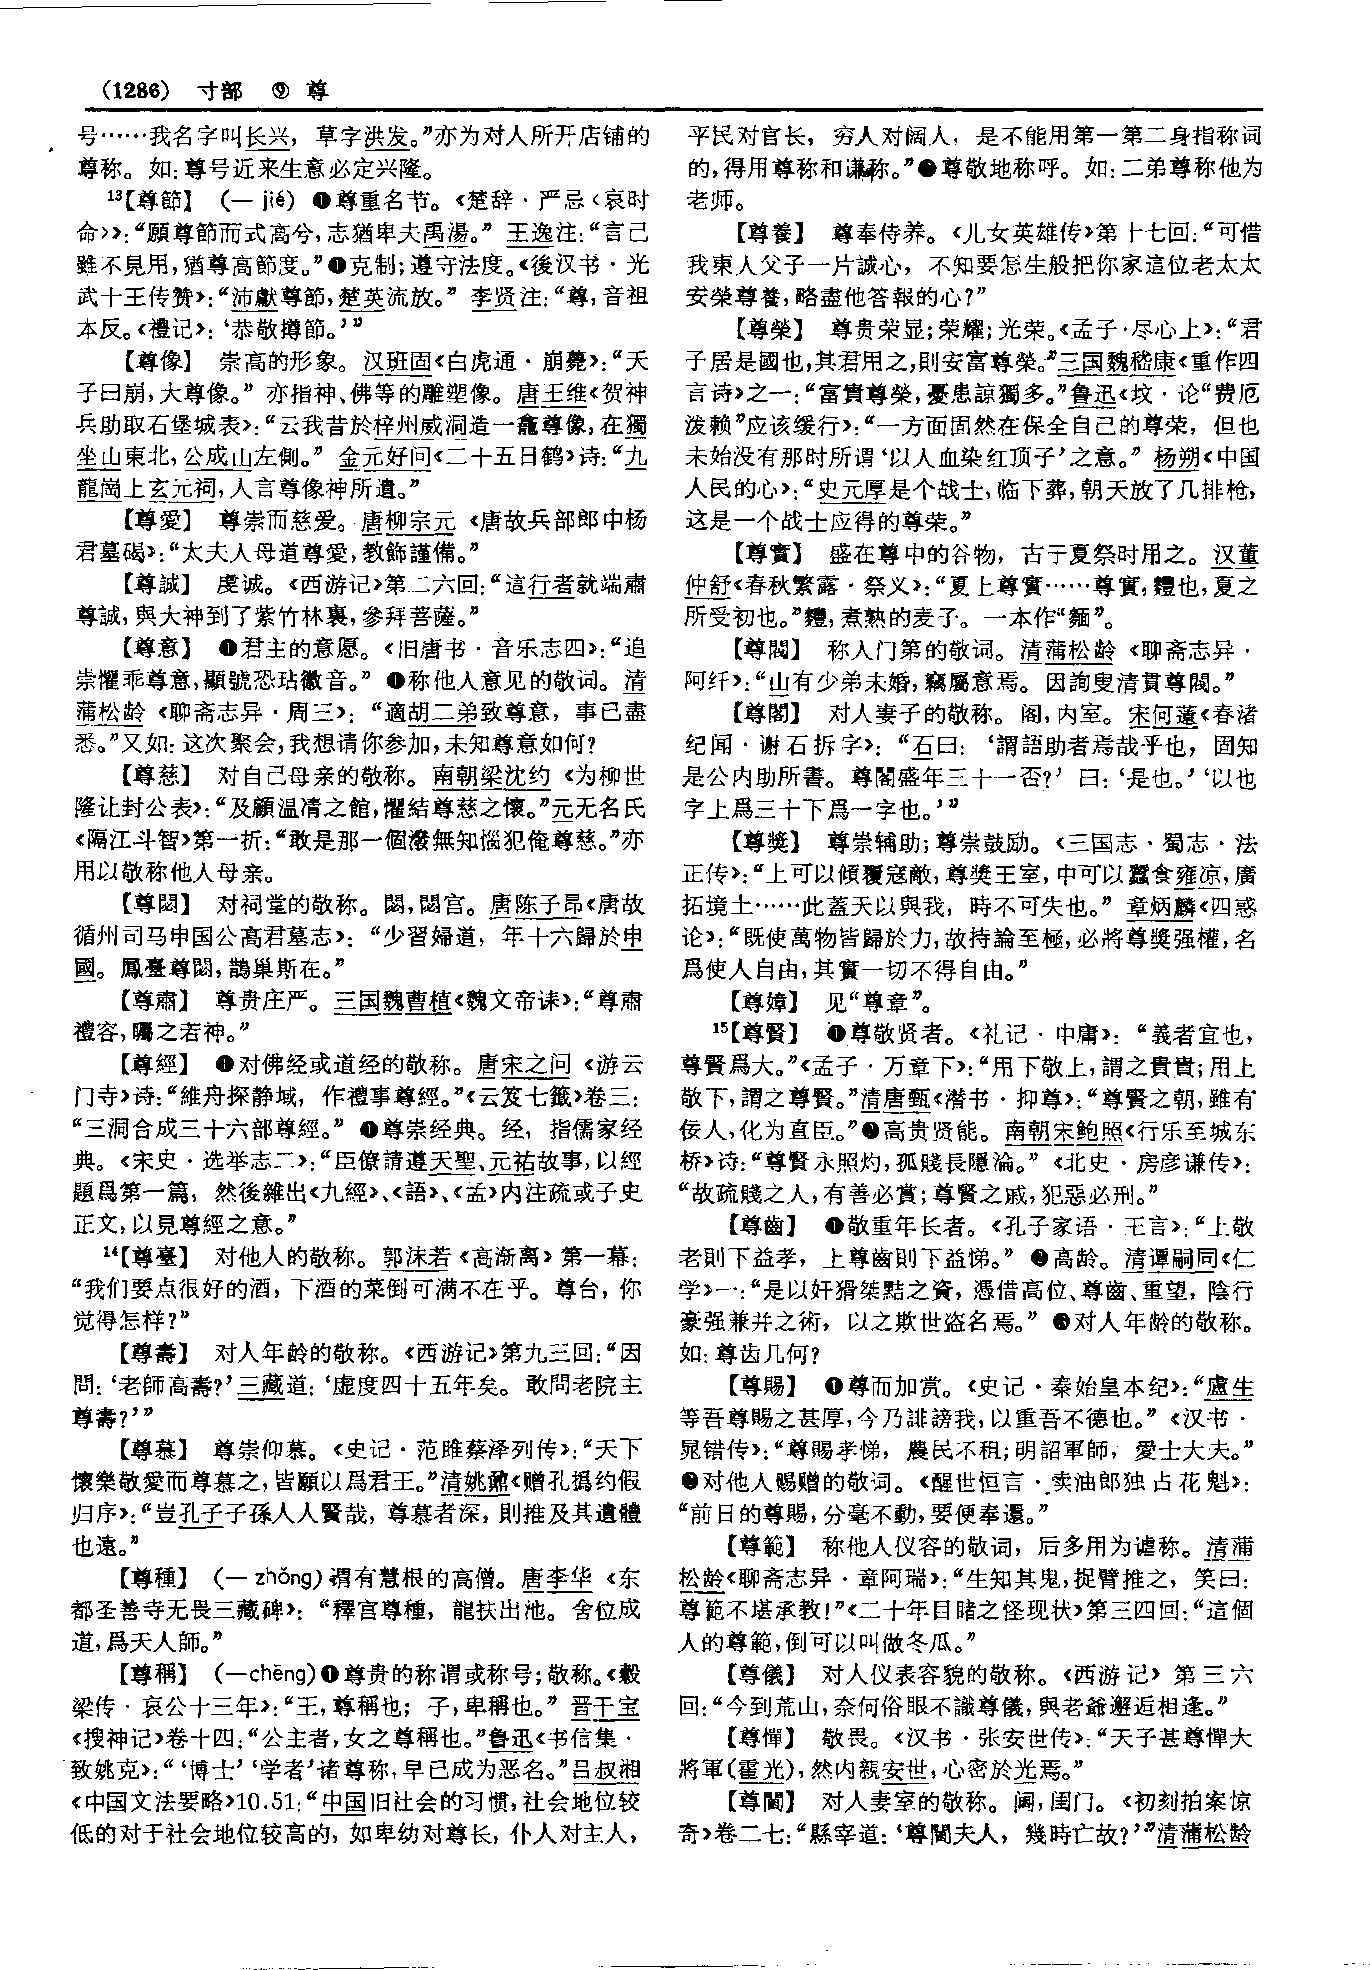 (1286) 寸部 ⑨ 尊
号……我名字叫长兴，草字洪发。”亦为对人所开店铺的
尊称。如：尊号近来生意必定兴隆。
¹³【尊節】 (— jié) ❶尊重名节。《楚辞·严忌〈哀时
命〉》：“願尊節而式高兮，志猶卑夫禹湯。” 王逸注：“言己
雖不見用，猶尊高節度。”❶克制；遵守法度。《後汉书·光
武十王传赞》：“沛獻尊節，楚英流放。” 李贤注：“尊，音祖
本反。《禮记》：‘恭敬撙節。’”
【尊像】 崇高的形象。汉班固《白虎通·崩薨》：“天
子曰崩，大尊像。” 亦指神、佛等的雕塑像。唐王维《贺神
兵助取石堡城表》：“云我昔於梓州威洞造一龕尊像，在獨
坐山東北，公成山左側。” 金元好问《二十五日鹤》诗：“九
龍崗上玄元祠，人言尊像神所遺。”
【尊愛】 尊崇而慈爱。唐柳宗元《唐故兵部郎中杨
君墓碣》：“太夫人母道尊愛，教飾謹備。”
【尊誠】 虔诚。《西游记》第二六回：“這行者就端肅
尊誠，與大神到了紫竹林裏，參拜菩薩。”
【尊意】 ❶君主的意愿。《旧唐书·音乐志四》：“追
崇懼乖尊意，顯號恐玷徽音。” ❶称他人意见的敬词。清
蒲松龄《聊斋志异·周三》：“適胡二弟致尊意，事已盡
悉。”又如：这次聚会，我想请你参加，未知尊意如何？
【尊慈】 对自己母亲的敬称。南朝梁沈约《为柳世
隆让封公表》：“及顧温凊之館，懼結尊慈之懷。”元无名氏
《隔江斗智》第一折：“敢是那一個潑無知惱犯俺尊慈。”亦
用以敬称他人母亲。
【尊閟】 对祠堂的敬称。閟，閟宫。唐陈子昂《唐故
循州司马申国公高君墓志》：“少習婦道，年十六歸於申
國。鳳臺尊閟，鵲巢斯在。”
【尊肅】 尊贵庄严。三国魏曹植《魏文帝诔》：“尊肅
禮容，矚之若神。”
【尊經】 ❶对佛经或道经的敬称。唐宋之问《游云
门寺》诗：“維舟探静域，作禮事尊經。”《云笈七籤》卷三：
“三洞合成三十六部尊經。” ❶尊崇经典。经，指儒家经
典。《宋史·选举志二》：“臣僚請遵天聖、元祐故事，以經
題爲第一篇，然後雜出《九經》、《語》、《孟》内注疏或子史
正文，以見尊經之意。”
¹⁴【尊臺】 对他人的敬称。郭沫若《高渐离》第一幕：
“我们要点很好的酒，下酒的菜倒可满不在乎。尊台，你
觉得怎样？”
【尊壽】 对人年龄的敬称。《西游记》第九三回：“因
問：‘老師高壽？’三藏道：‘虚度四十五年矣。敢問老院主
尊壽？’”
【尊慕】 尊崇仰慕。《史记·范雎蔡泽列传》：“天下
懷樂敬愛而尊慕之，皆願以爲君王。”清姚鼐《赠孔撝约假
归序》：“豈孔子子孫人人賢哉，尊慕者深，則推及其遺體
也遠。”
【尊種】 (— zhǒng) 谓有慧根的高僧。唐李华《东
都圣善寺无畏三藏碑》：“釋宫尊種，龍扶出池。舍位成
道，爲天人師。”
【尊稱】 (—chēng)❶尊贵的称谓或称号；敬称。《穀
梁传·哀公十三年》：“王，尊稱也；子，卑稱也。” 晋干宝
《搜神记》卷十四：“公主者，女之尊稱也。”鲁迅《书信集·
致姚克》：“‘博士’‘学者’诸尊称，早已成为恶名。”吕叔湘
《中国文法要略》10.51：“中国旧社会的习惯，社会地位较
低的对于社会地位较高的，如卑幼对尊长，仆人对主人，
平民对官长，穷人对阔人，是不能用第一第二身指称词
的，得用尊称和谦称。”❷尊敬地称呼。如：二弟尊称他为
老师。
【尊養】 尊奉侍养。《儿女英雄传》第十七回：“可惜
我東人父子一片誠心，不知要怎生般把你家這位老太太
安榮尊養，略盡他答報的心？”
【尊榮】 尊贵荣显；荣耀；光荣。《孟子·尽心上》：“君
子居是國也，其君用之，則安富尊榮。”三国魏嵇康《重作四
言诗》之一：“富貴尊榮，憂患諒獨多。”鲁迅《坟·论“费厄
泼赖”应该缓行》：“一方面固然在保全自己的尊荣，但也
未始没有那时所谓‘以人血染红顶子’之意。” 杨朔《中国
人民的心》：“史元厚是个战士，临下葬，朝天放了几排枪，
这是一个战士应得的尊荣。”
【尊實】 盛在尊中的谷物，古于夏祭时用之。汉董
仲舒《春秋繁露·祭义》：“夏上尊實……尊實，䴻也，夏之
所受初也。”䴻，煮熟的麦子。一本作“麵”。
【尊閥】 称人门第的敬词。清蒲松龄《聊斋志异·
阿纤》：“山有少弟未婚，竊屬意焉。因詢叟清貫尊閥。”
【尊閤】 对人妻子的敬称。阁，内室。宋何薳《春渚
纪闻·谢石拆字》：“石曰：‘謂語助者焉哉乎也，固知
是公内助所書。尊閤盛年三十一否？’曰：‘是也。’‘以也
字上爲三十下爲一字也。’”
【尊獎】 尊崇辅助；尊崇鼓励。《三国志·蜀志·法
正传》：“上可以傾覆寇敵，尊獎王室，中可以蠶食雍凉，廣
拓境土……此蓋天以與我，時不可失也。” 章炳麟《四惑
论》：“既使萬物皆歸於力，故持論至極，必將尊獎强權，名
爲使人自由，其實一切不得自由。”
【尊嫜】 见“尊章”。
¹⁵【尊賢】 ❶尊敬贤者。《礼记·中庸》：“義者宜也，
尊賢爲大。”《孟子·万章下》：“用下敬上，謂之貴貴；用上
敬下，謂之尊賢。”清唐甄《潜书·抑尊》：“尊賢之朝，雖有
佞人，化为直臣。”❷高贵贤能。南朝宋鲍照《行乐至城东
桥》诗：“尊賢永照灼，孤賤長隱淪。” 《北史·房彦谦传》：
“故疏賤之人，有善必賞；尊賢之戚，犯惡必刑。”
【尊齒】 ❶敬重年长者。《孔子家语·王言》：“上敬
老則下益孝，上尊齒則下益悌。” ❷高龄。清谭嗣同《仁
学》一：“是以奸猾桀黠之資，憑借高位、尊齒、重望，陰行
豪强兼并之術，以之欺世盗名焉。” ❸对人年龄的敬称。
如：尊齿几何？
【尊賜】 ❶尊而加赏。《史记·秦始皇本纪》：“盧生
等吾尊賜之甚厚，今乃誹謗我，以重吾不德也。” 《汉书·
晁错传》：“尊賜孝悌，農民不租；明詔軍師，愛士大夫。”
❷对他人赐赠的敬词。《醒世恒言·卖油郎独占花魁》：
“前日的尊賜，分毫不動，要便奉還。”
【尊範】 称他人仪容的敬词，后多用为谑称。清蒲
松龄《聊斋志异·章阿端》：“生知其鬼，捉臂推之，笑曰：
尊範不堪承教！”《二十年目睹之怪现状》第三四回：“這個
人的尊範，倒可以叫做冬瓜。”
【尊儀】 对人仪表容貌的敬称。《西游记》第三六
回：“今到荒山，奈何俗眼不識尊儀，與老爺邂逅相逢。”
【尊憚】 敬畏。《汉书·张安世传》：“天子甚尊憚大
將軍（霍光），然内親安世，心密於光焉。”
【尊閫】 对人妻室的敬称。阃，闺门。《初刻拍案惊
奇》卷二七：“縣宰道：‘尊閫夫人，幾時亡故？’”清蒲松龄